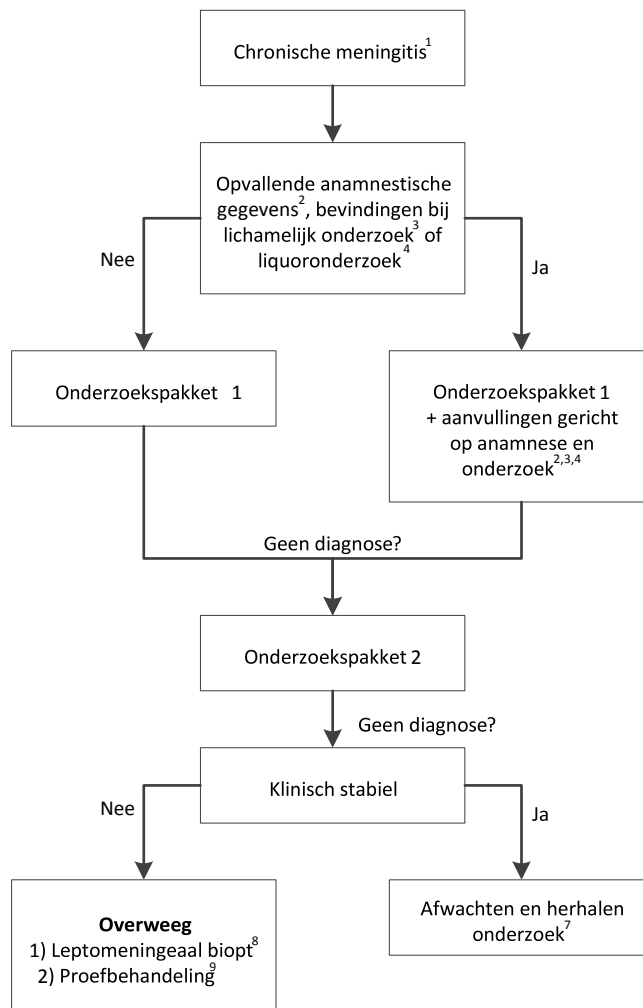 Chronische meningitis¹
Opvallende anamnestische
gegevens², bevindingen bij
lichamelijk onderzoek³ of
liquoronderzoek⁴
Nee
Ja
Onderzoekspakket 1
Onderzoekspakket 1
+ aanvullingen gericht
op anamnese en
onderzoek²,³,⁴
Geen diagnose?
Onderzoekspakket 2
Geen diagnose?
Klinisch stabiel
Nee
Ja
Overweeg
1) Leptomeningeaal biopt⁸
2) Proefbehandeling⁹
Afwachten en herhalen
onderzoek⁷